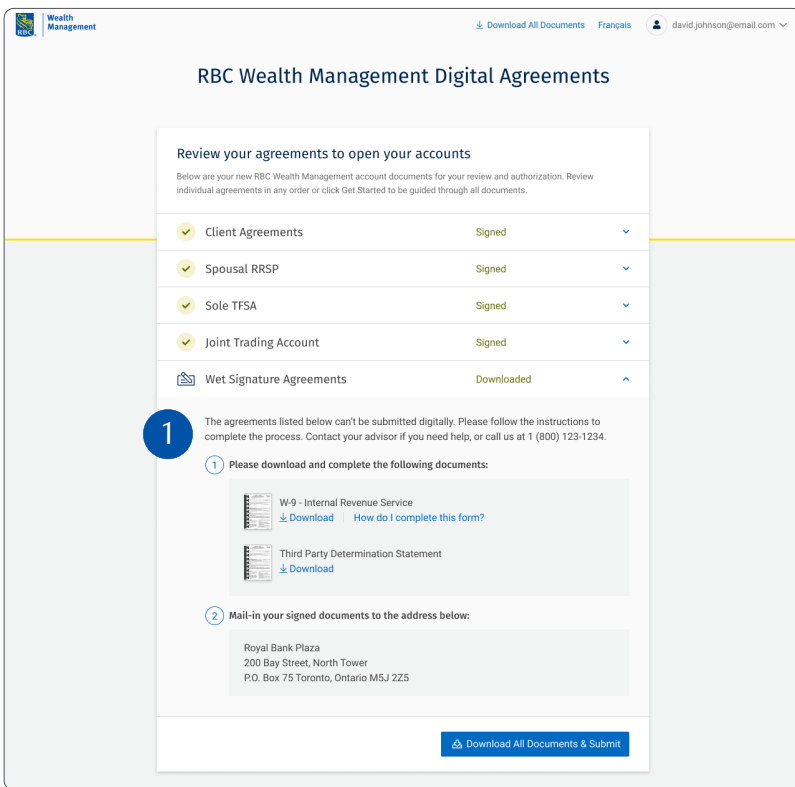 RBC
Wealth
Management
Download All Documents Français david.johnson@email.com
RBC Wealth Management Digital Agreements
Review your agreements to open your accounts
Below are your new RBC Wealth Management account documents for your review and authorization. Review
individual agreements in any order or click Get Started to be guided through all documents.
Client Agreements Signed
Spousal RRSP Signed
Sole TFSA Signed
Joint Trading Account Signed
Wet Signature Agreements Downloaded
1
The agreements listed below can't be submitted digitally. Please follow the instructions to
complete the process. Contact your advisor if you need help, or call us at 1 (800) 123-1234.
1 Please download and complete the following documents:
W-9 - Internal Revenue Service
Download How do I complete this form?
Third Party Determination Statement
Download
2 Mail-in your signed documents to the address below:
Royal Bank Plaza
200 Bay Street, North Tower
P.O. Box 75 Toronto, Ontario M5J 2Z5
Download All Documents & Submit